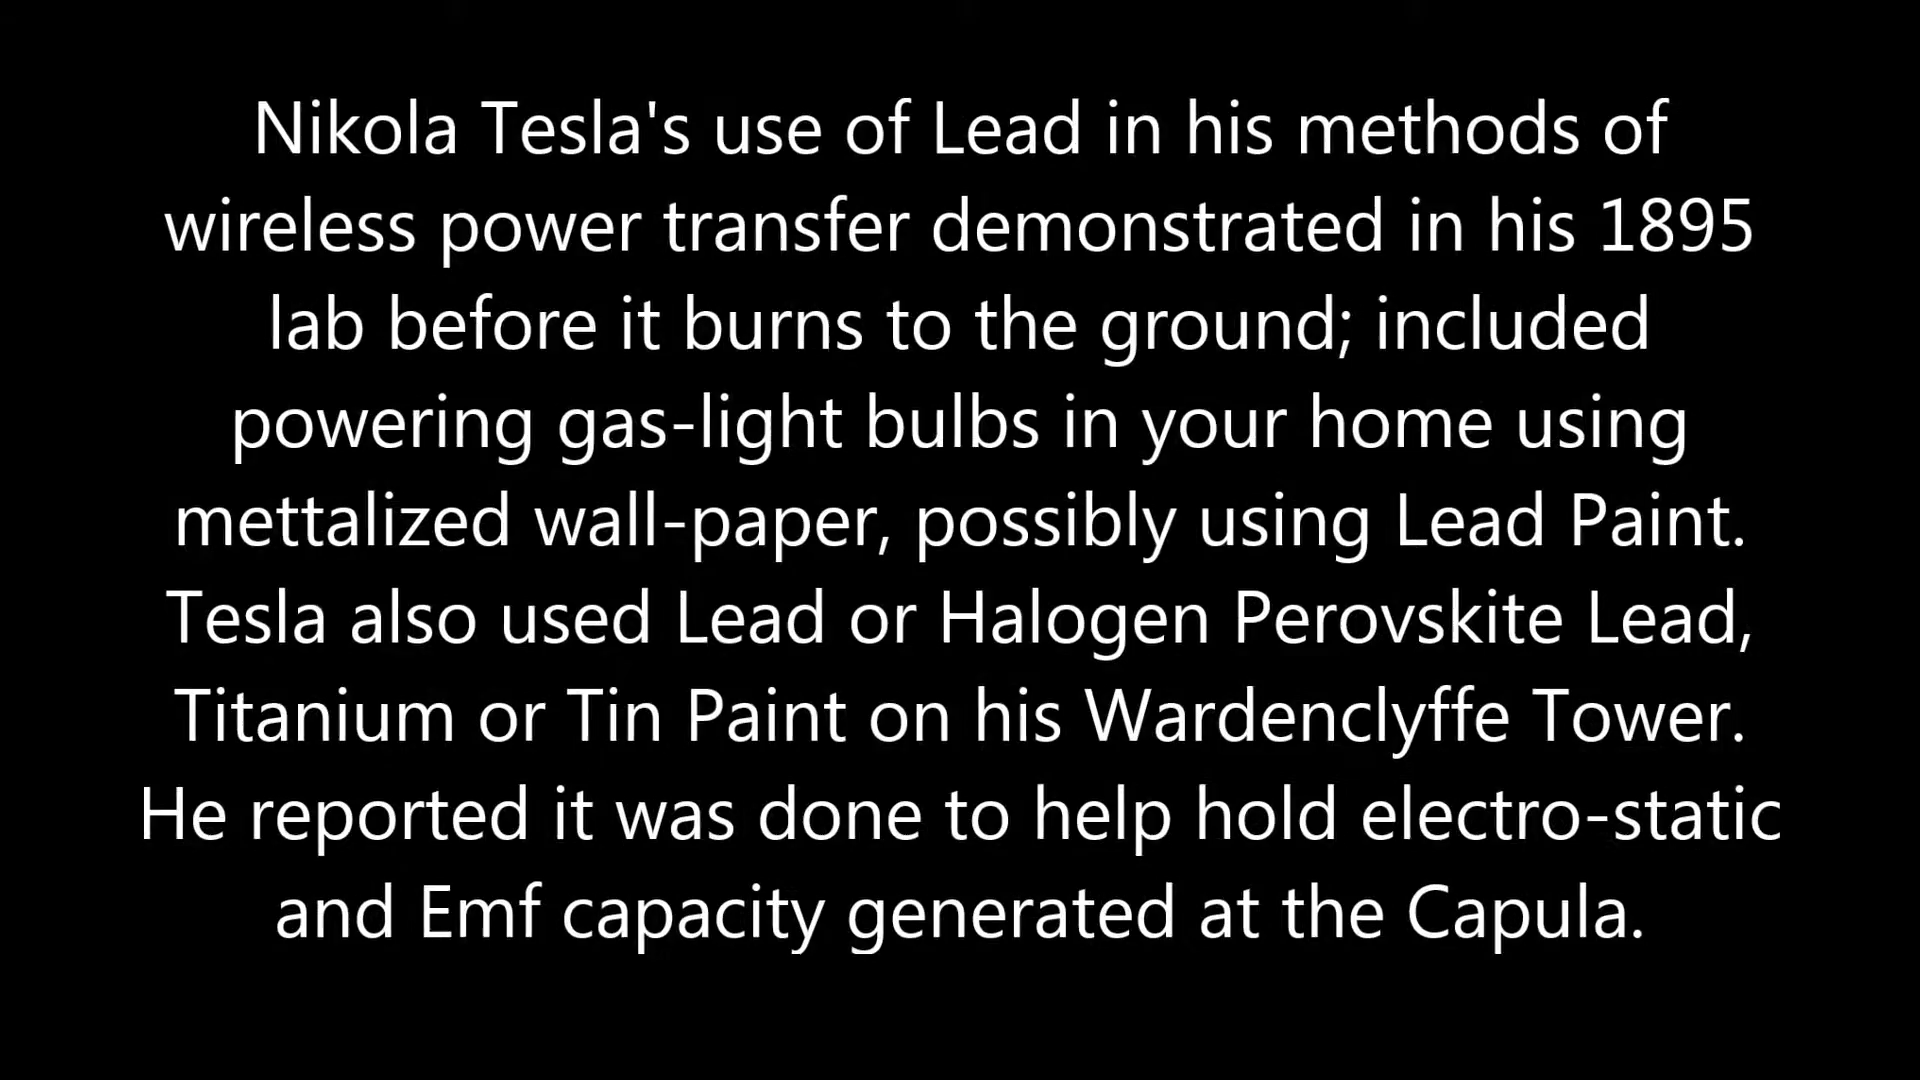 Nikola Tesla's use of Lead in his methods of
wireless power transfer demonstrated in his 1895
lab before it burns to the ground; included
powering gas-light bulbs in your home using
mettalized wall-paper, possibly using Lead Paint.
Tesla also used Lead or Halogen Perovskite Lead,
Titanium or Tin Paint on his Wardenclyffe Tower.
He reported it was done to help hold electro-static
and Emf capacity generated at the Capula.